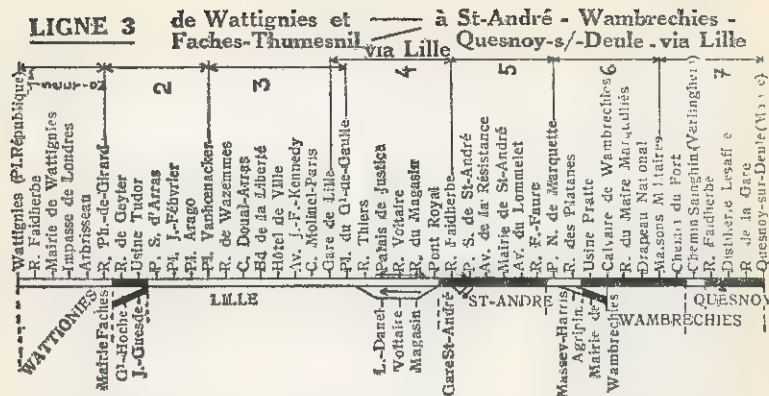 LIGNE 3
de Wattignies et
Faches-Thumesnil
via Lille
à St-André - Wambrechies -
Quesnoy-s/-Deule - via Lille
2
3
4
5
6
7
Wattignies (Pl. République)
R. Faidherbe
Mairie de Wattignies
Impasse de Londres
Arbrisseau
R. Ph.-de-Girard
R. de Geyter
Usine Tudor
P. S. d'Arras
Pl. J.-Février
Pl. Arago
Pl. Vanhœnacker
R. de Wazemmes
C. Douai-Arras
Bd de la Liberté
Hôtel de Ville
Av. J.-F.-Kennedy
C. Molinel-Paris
Gare de Lille
Pl. du Gl-de-Gaulle
R. Thiers
Palais de Justice
R. Voltaire
R. du Magasin
Pont Royal
R. Faidherbe
P. S. de St-André
Av. de la Résistance
Mairie de St-André
Av. du Lommelet
R. F.-Faure
P. N. de Marquette
R. des Platanes
Usine Pratte
Calvaire de Wambrechies
R. du Maire
Drapeau National
Maisons Militaires
Chemin du Fort
Chemin Sainghin (Verlinghem)
R. Faidherbe
R. de la Gare
Quesnoy-sur-Deule
WATTIGNIES
LILLE
ST-ANDRE
WAMBRECHIES
QUESNOY
Mairie Faches
Gl-Hoche
J.-Guesde
L.-Danel
Voltaire
Magasin
Gare St-André
Massey-Harris
Agripin.
Mairie de
Wambrechies